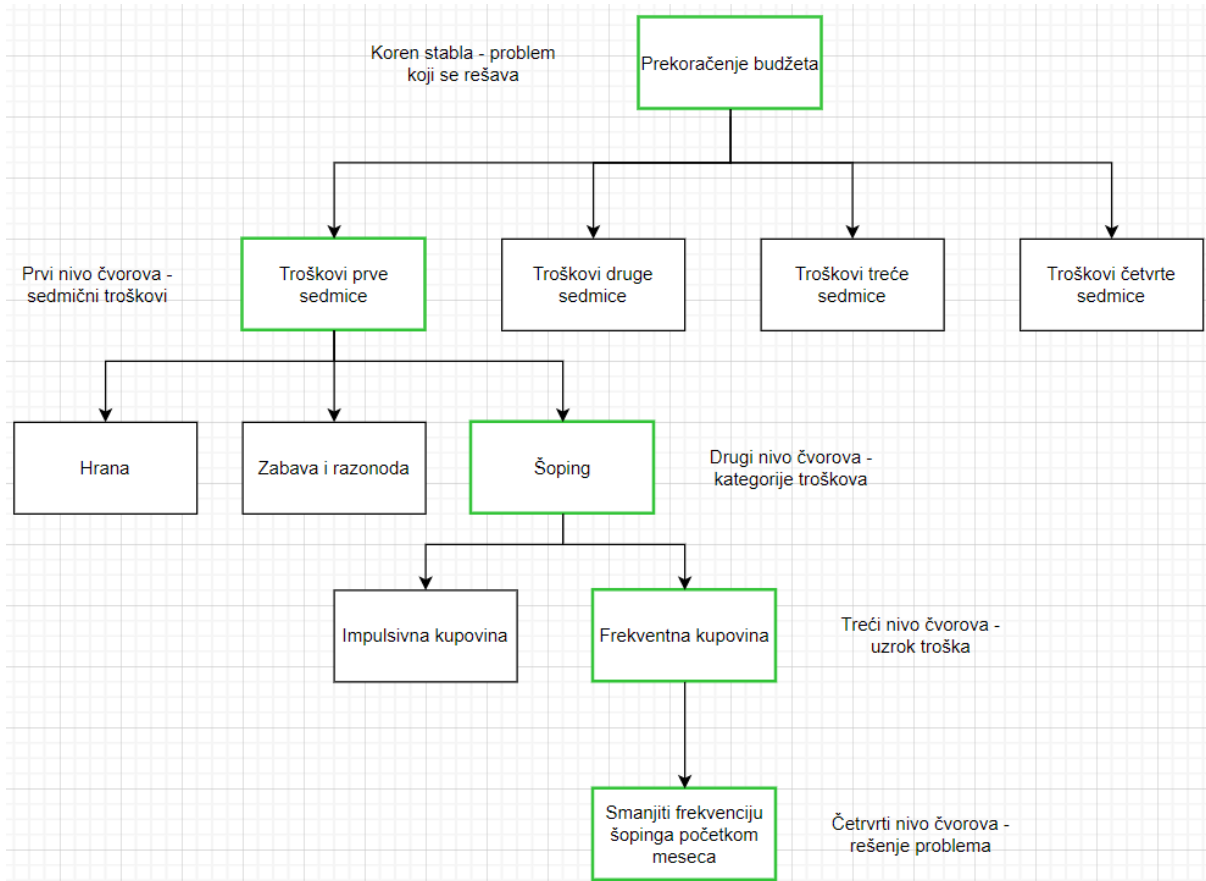 Koren stabla - problem
koji se rešava
Prekoračenje budžeta
Prvi nivo čvorova -
sedmični troškovi
Troškovi prve
sedmice
Troškovi druge
sedmice
Troškovi treće
sedmice
Troškovi četvrte
sedmice
Hrana
Zabava i razonoda
Šoping
Drugi nivo čvorova -
kategorije troškova
Impulsivna kupovina
Frekventna kupovina
Treći nivo čvorova -
uzrok troška
Smanjiti frekvenciju
šopinga početkom
meseca
Četrvrti nivo čvorova -
rešenje problema